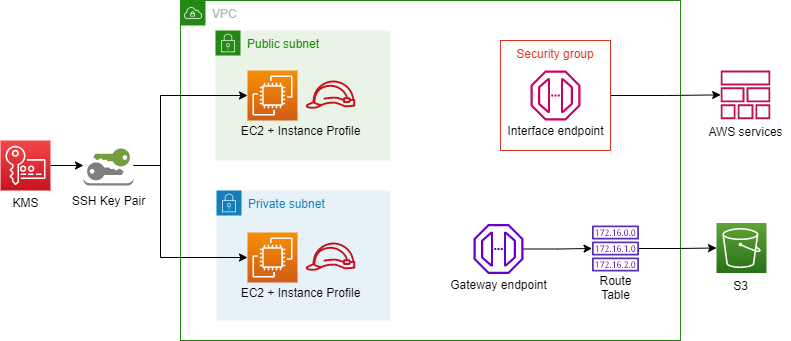 VPC
Public subnet
EC2 + Instance Profile
Security group
Interface endpoint
AWS services
KMS
SSH Key Pair
Private subnet
EC2 + Instance Profile
Gateway endpoint
172.16.0.0
172.16.1.0
172.16.2.0
Route
Table
S3